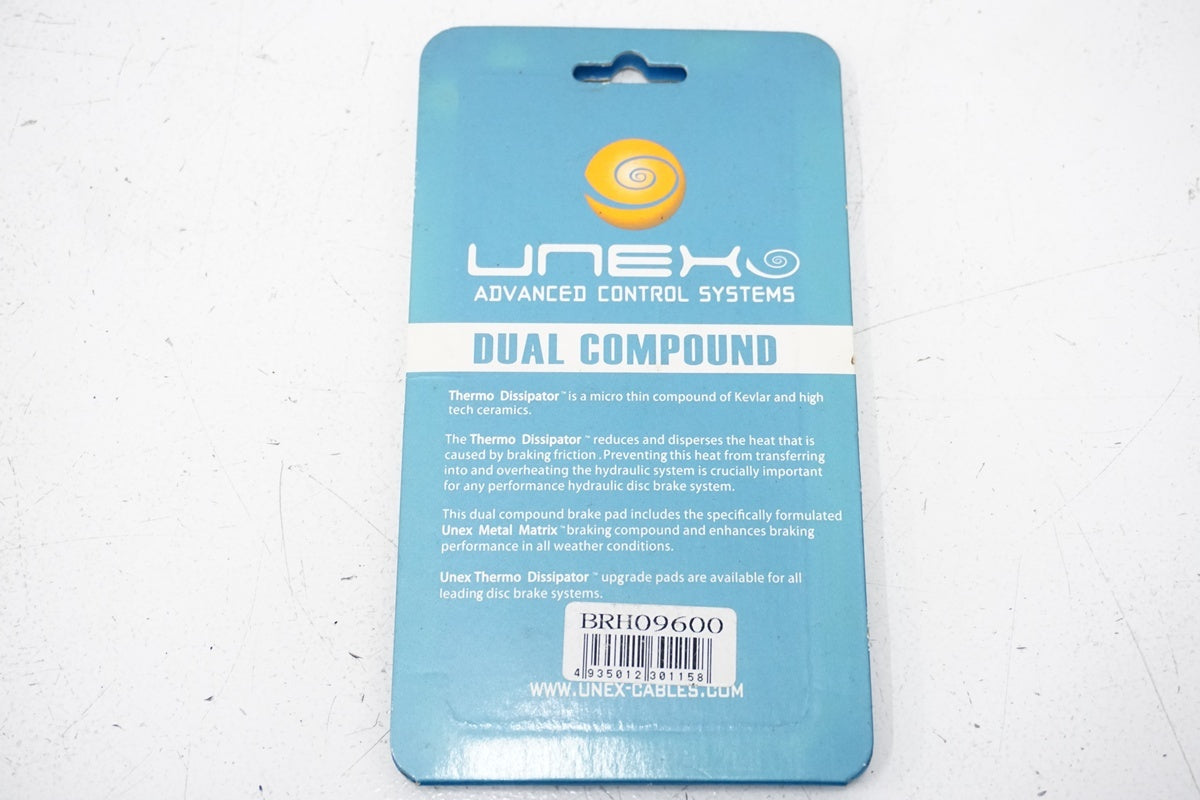 UNEX
ADVANCED CONTROL SYSTEMS
DUAL COMPOUND
Thermo Dissipator™ is a micro thin compound of Kevlar and high
tech ceramics.
The Thermo Dissipator™ reduces and disperses the heat that is
caused by braking friction . Preventing this heat from transferring
into and overheating the hydraulic system is crucially important
for any performance hydraulic disc brake system.
This dual compound brake pad includes the specifically formulated
Unex Metal Matrix™ braking compound and enhances braking
performance in all weather conditions.
Unex Thermo Dissipator™ upgrade pads are available for all
leading disc brake systems.
BRH09600
4 935012 301158
WWW.UNEX-CABLES.COM